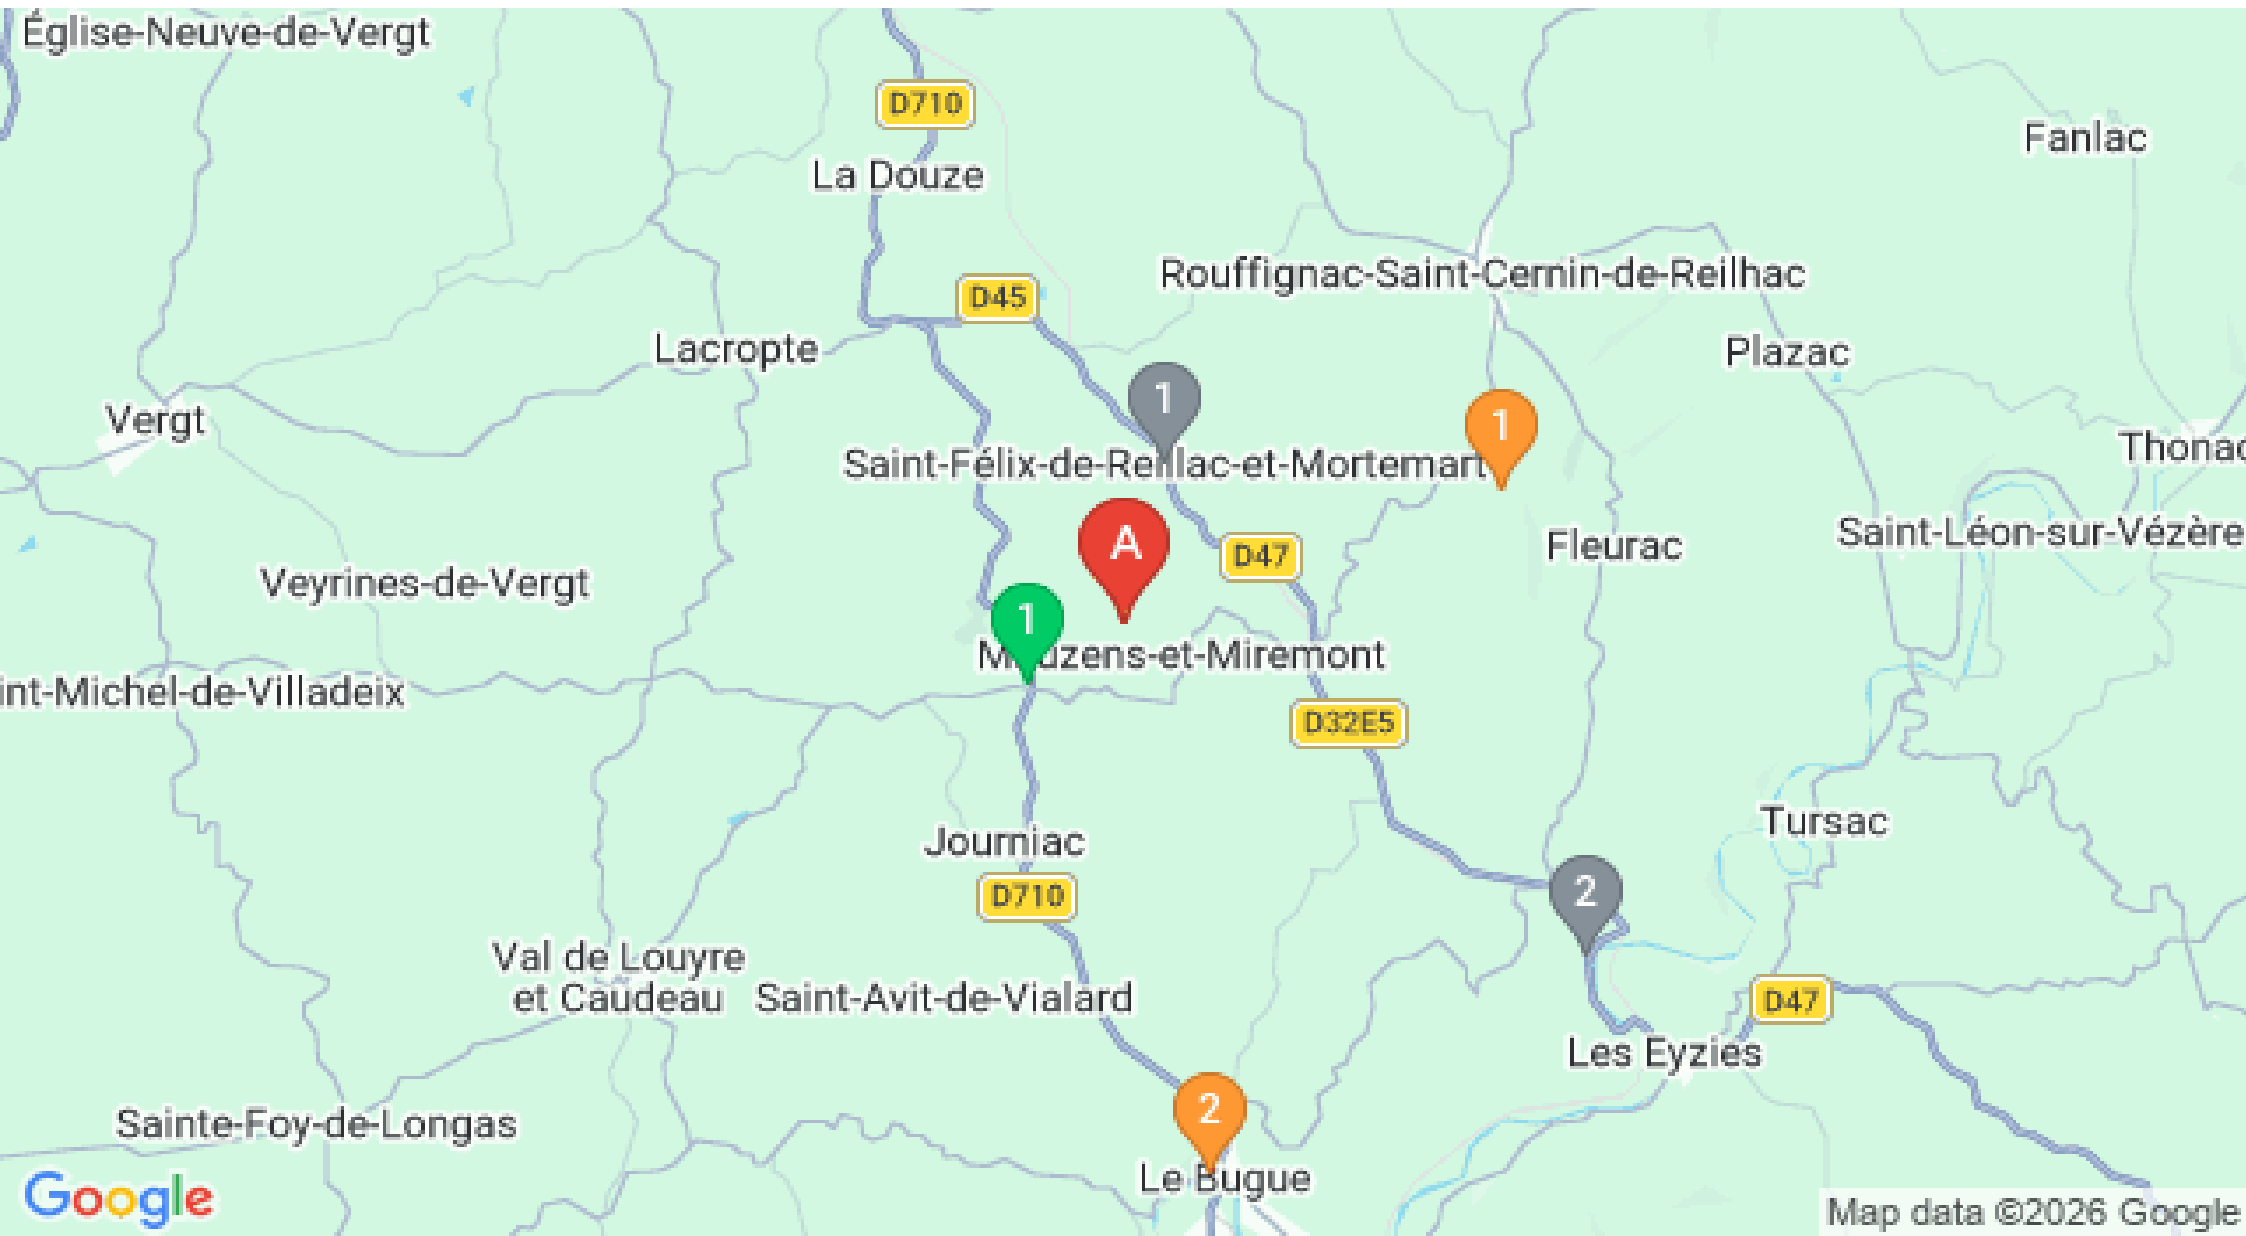 Église-Neuve-de-Vergt
D710
Fanlac
La Douze
Rouffignac-Saint-Cernin-de-Reilhac
D45
Lacropte
Plazac
1
Vergt
1
Thonac
Saint-Félix-de-Reillac-et-Mortemart
Saint-Léon-sur-Vézère
A
D47
Fleurac
Veyrines-de-Vergt
1
Mauzens-et-Miremont
int-Michel-de-Villadeix
D32E5
Tursac
Journiac
2
D710
Val de Louyre
et Caudeau
Saint-Avit-de-Vialard
D47
Les Eyzies
2
Sainte-Foy-de-Longas
Le Bugue
Google
Map data ©2026 Google